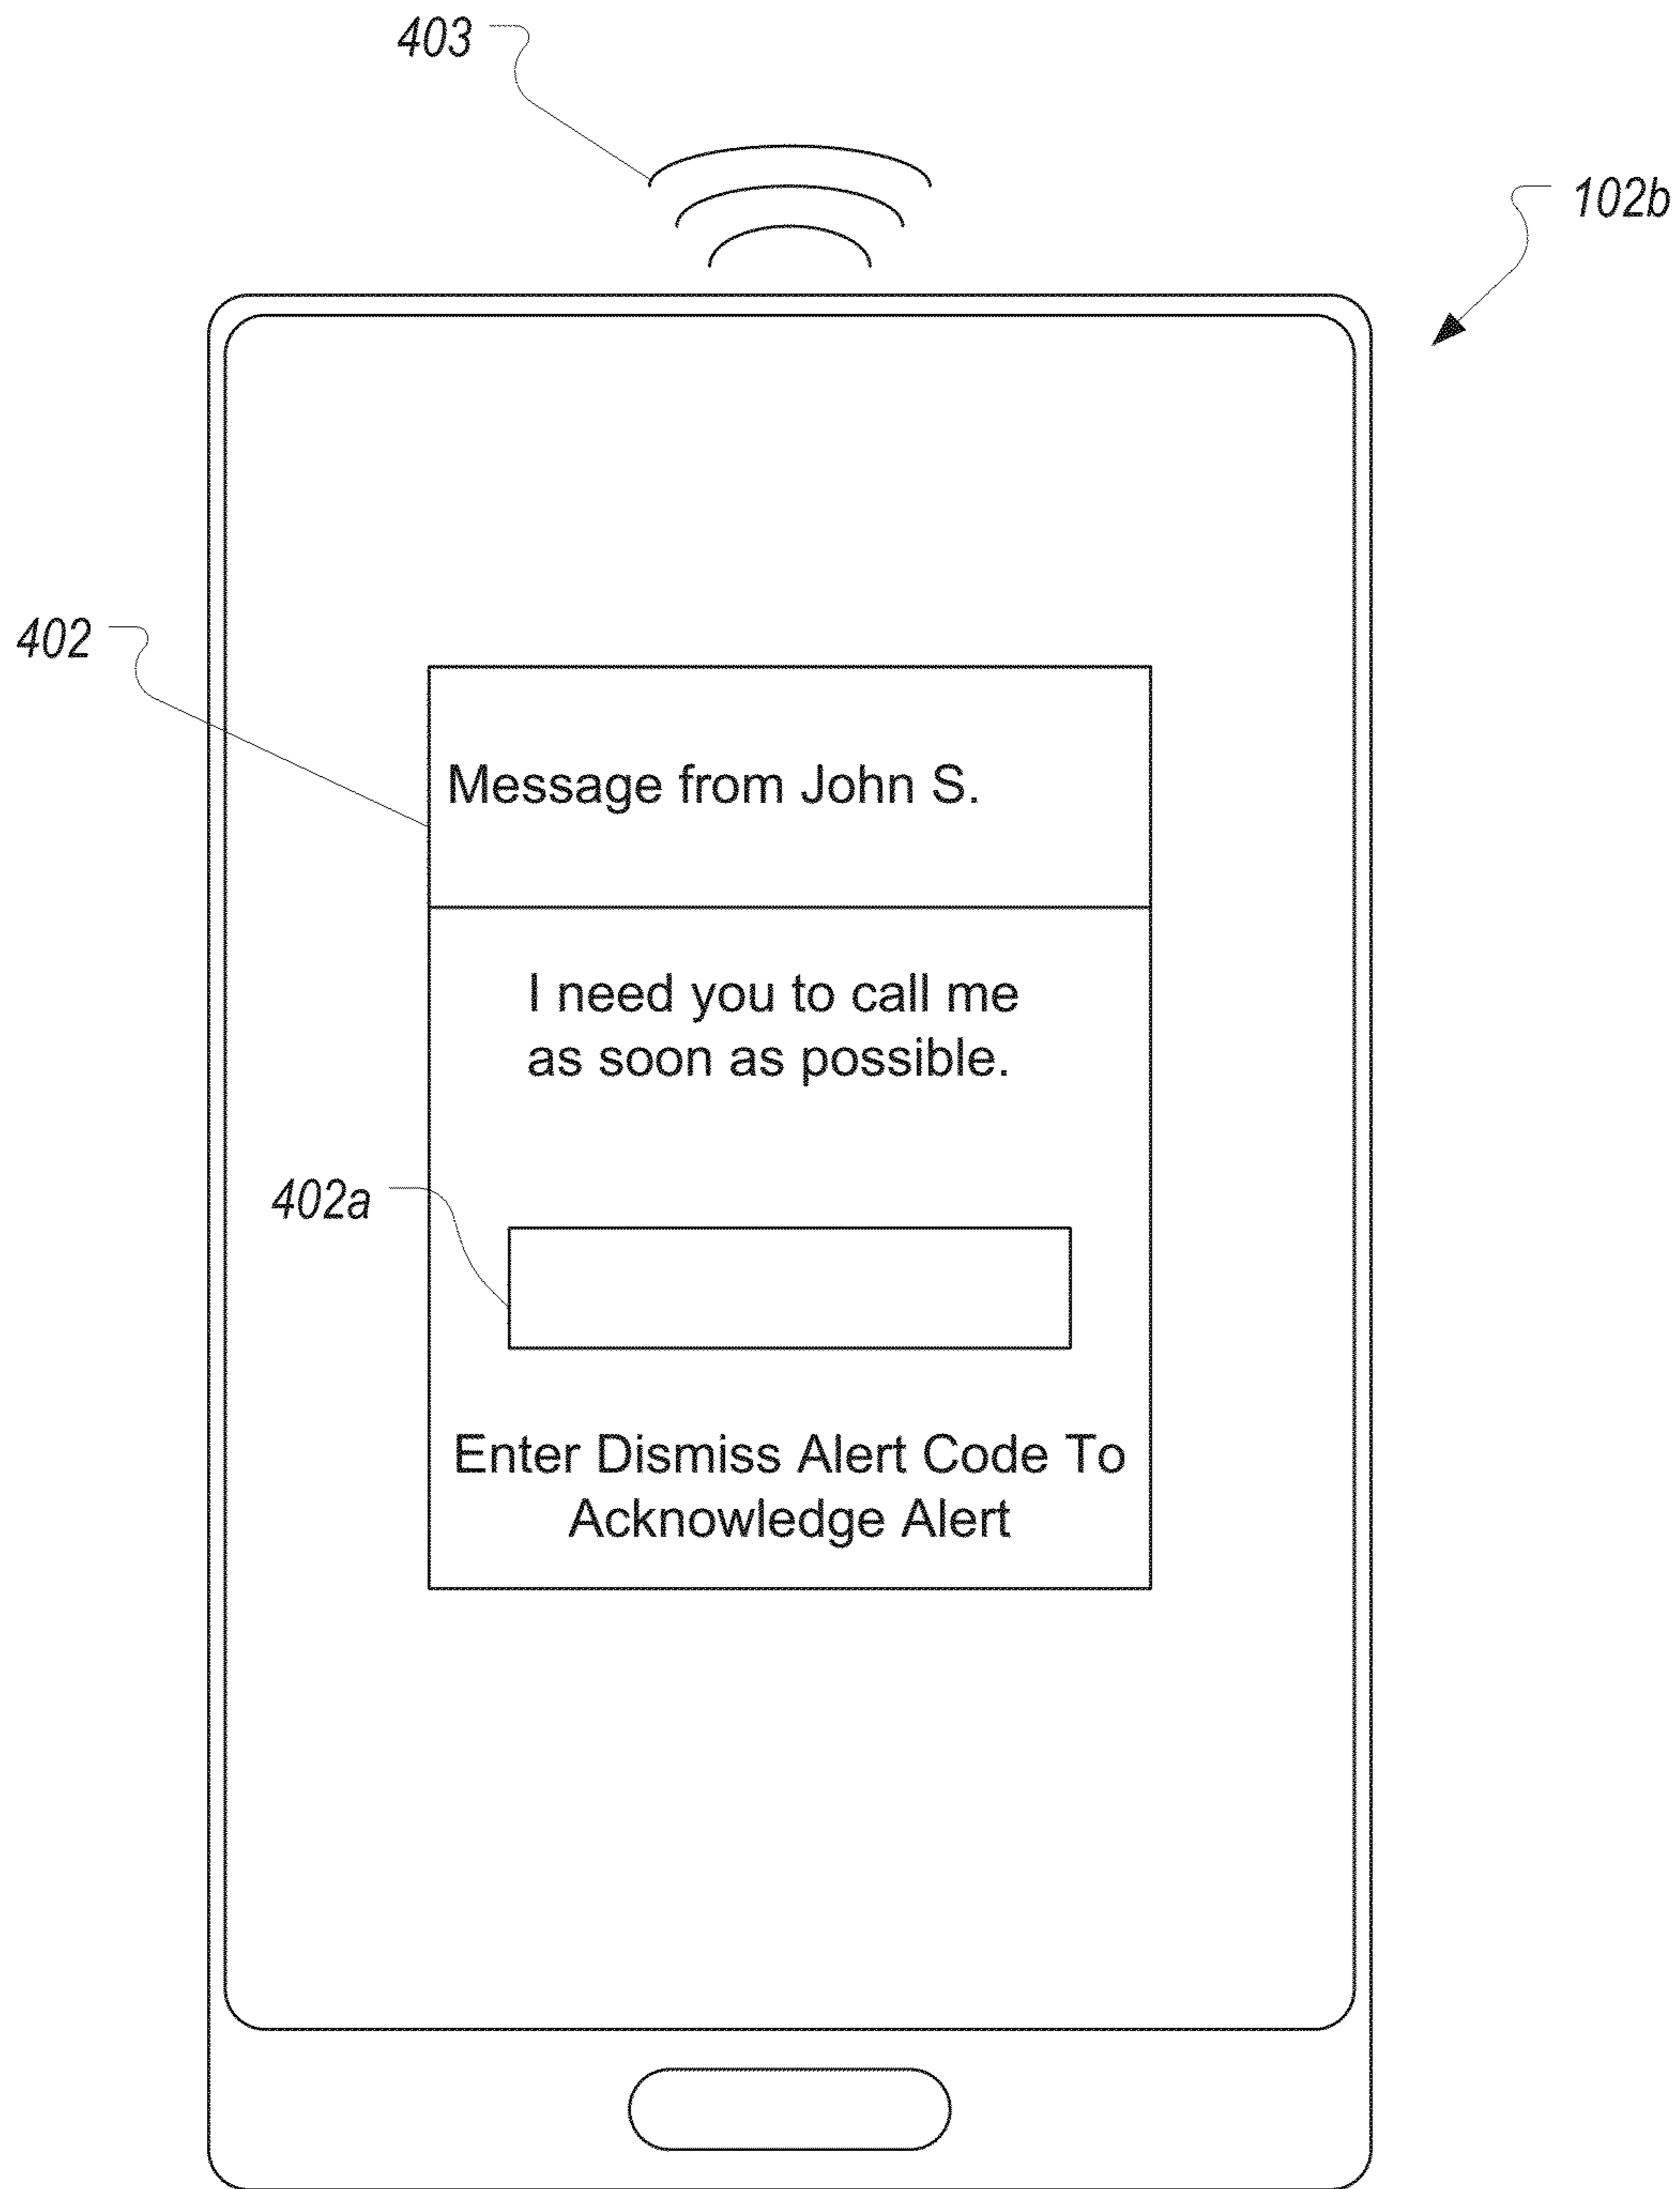 403
102b
402
Message from John S.
I need you to call me
as soon as possible.
402a
Enter Dismiss Alert Code To
Acknowledge Alert